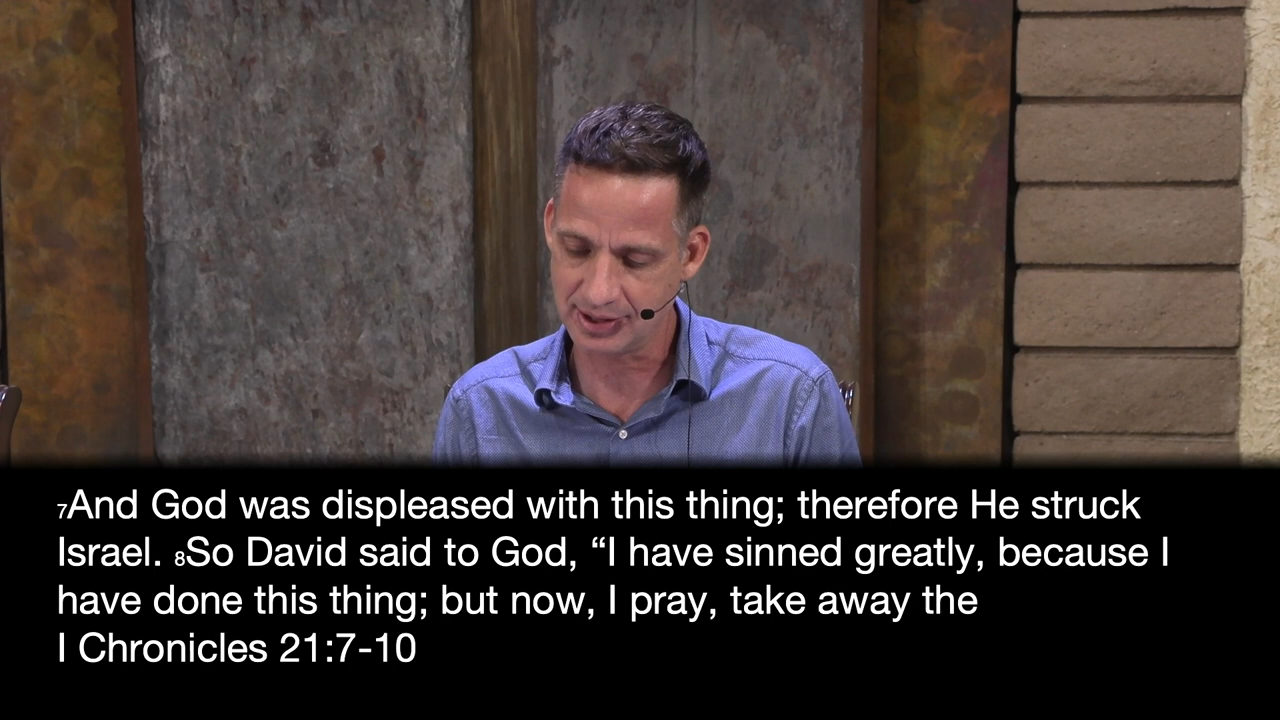 7And God was displeased with this thing; therefore He struck
Israel. 8So David said to God, “I have sinned greatly, because I
have done this thing; but now, I pray, take away the
I Chronicles 21:7-10